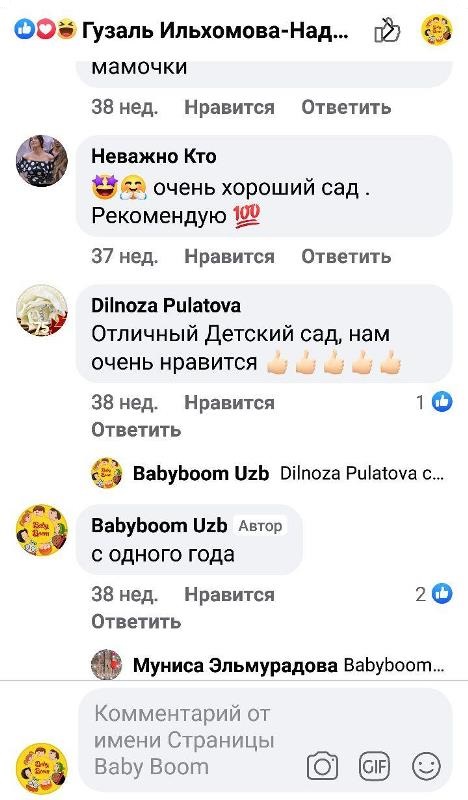 Гузаль Ильхомова-Над...
мамочки
38 нед. Нравится Ответить
Неважно Кто
очень хороший сад .
Рекомендую 💯
37 нед. Нравится Ответить
Dilnoza Pulatova
Отличный Детский сад, нам
очень нравится 👍🏻👍🏻👍🏻👍🏻👍🏻
38 нед. Нравится 1
Ответить
Babyboom Uzb Dilnoza Pulatova с...
Babyboom Uzb Автор
с одного года
38 нед. Нравится 2
Ответить
Муниса Эльмурадова Babyboom...
Комментарий от
имени Страницы
Baby Boom
GIF